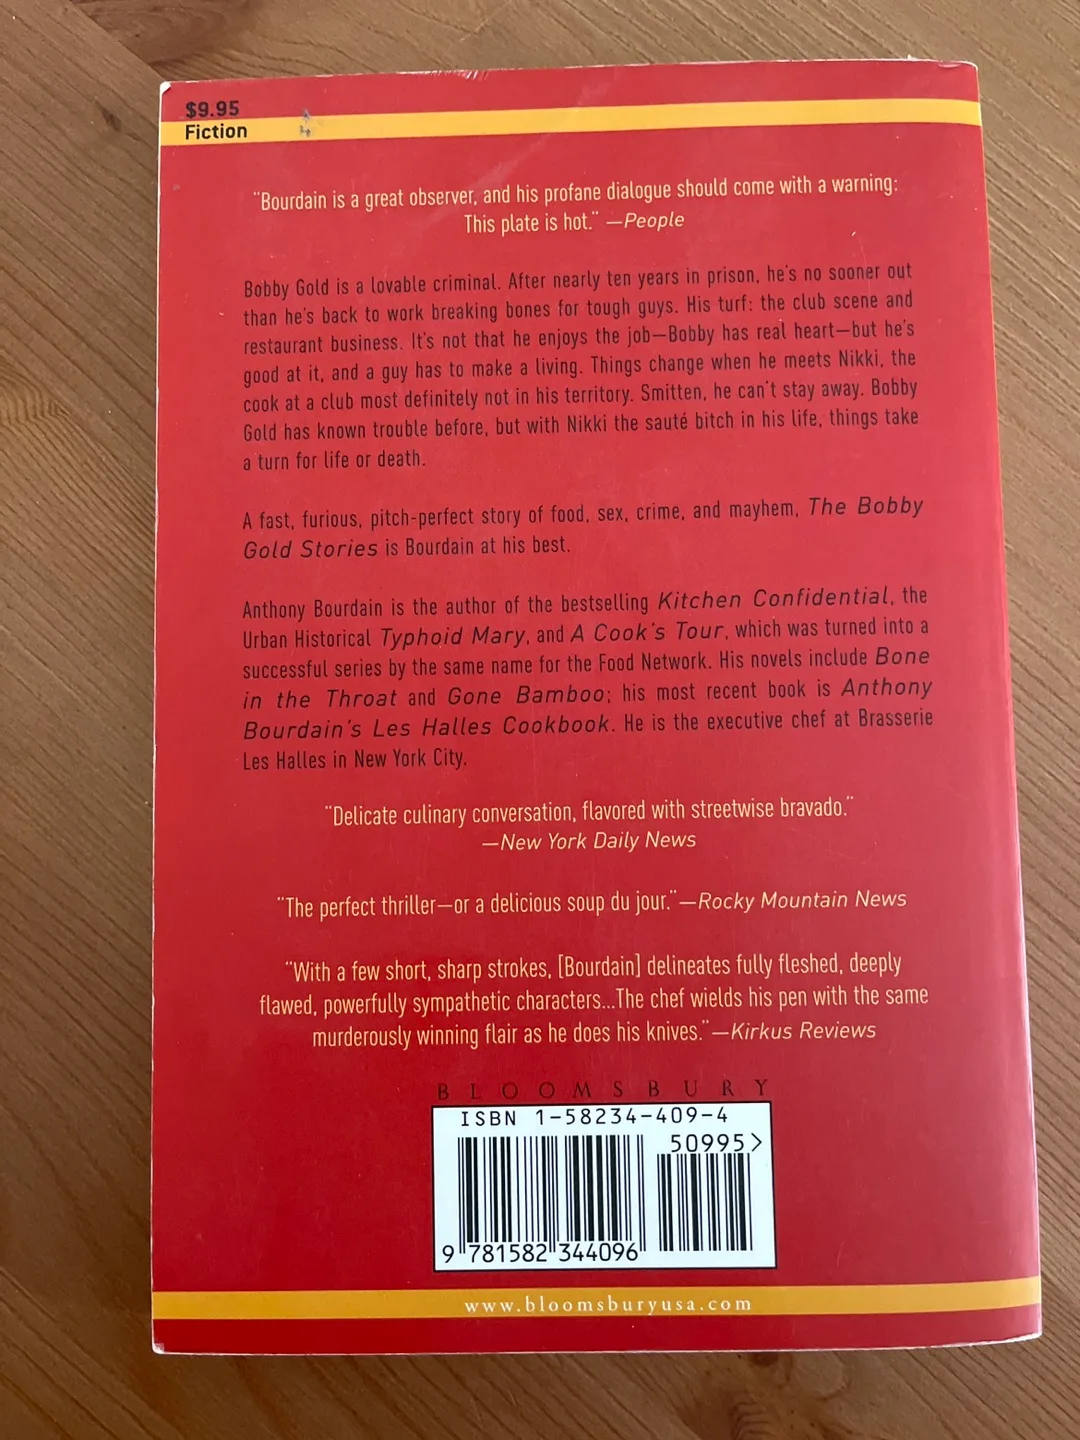 $9.95
Fiction
“Bourdain is a great observer, and his profane dialogue should come with a warning:
This plate is hot.” —People
Bobby Gold is a lovable criminal. After nearly ten years in prison, he's no sooner out
than he's back to work breaking bones for tough guys. His turf: the club scene and
restaurant business. It's not that he enjoys the job—Bobby has real heart—but he's
good at it, and a guy has to make a living. Things change when he meets Nikki, the
cook at a club most definitely not in his territory. Smitten, he can't stay away. Bobby
Gold has known trouble before, but with Nikki the sauté bitch in his life, things take
a turn for life or death.
A fast, furious, pitch-perfect story of food, sex, crime, and mayhem, The Bobby
Gold Stories is Bourdain at his best.
Anthony Bourdain is the author of the bestselling Kitchen Confidential, the
Urban Historical Typhoid Mary, and A Cook's Tour, which was turned into a
successful series by the same name for the Food Network. His novels include Bone
in the Throat and Gone Bamboo; his most recent book is Anthony
Bourdain's Les Halles Cookbook. He is the executive chef at Brasserie
Les Halles in New York City.
“Delicate culinary conversation, flavored with streetwise bravado.”
—New York Daily News
“The perfect thriller—or a delicious soup du jour.”—Rocky Mountain News
“With a few short, sharp strokes, [Bourdain] delineates fully fleshed, deeply
flawed, powerfully sympathetic characters...The chef wields his pen with the same
murderously winning flair as he does his knives.”—Kirkus Reviews
BLOOMSBURY
ISBN 1-58234-409-4
50995>
9 781582 344096
www.bloomsburyusa.com